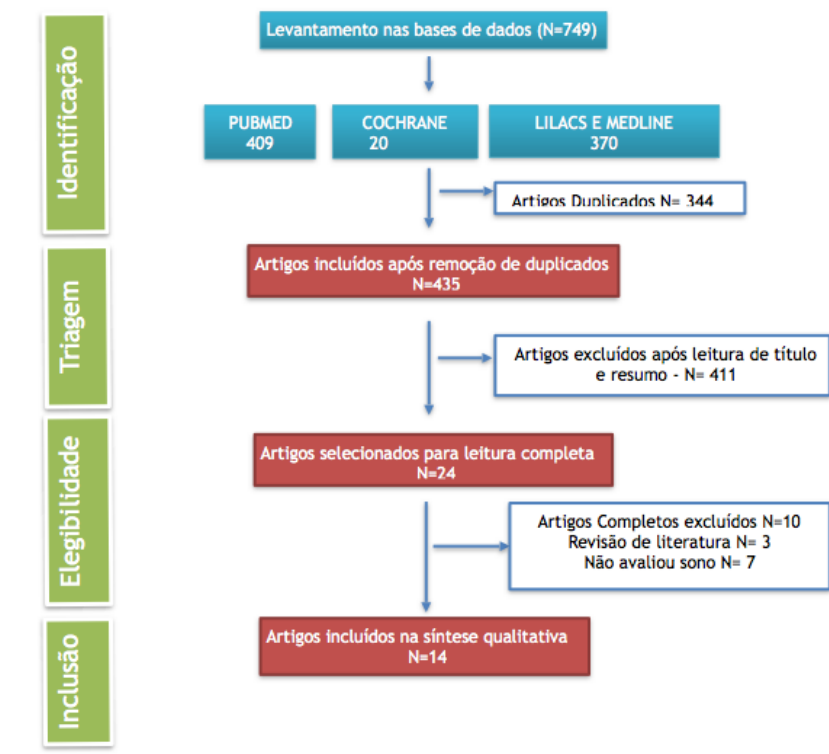 Identificação
Levantamento nas bases de dados (N=749)
PUBMED
409
COCHRANE
20
LILACS E MEDLINE
370
Artigos Duplicados N= 344
Triagem
Artigos incluídos após remoção de duplicados
N=435
Artigos excluídos após leitura de título
e resumo - N= 411
Elegibilidade
Artigos selecionados para leitura completa
N=24
Artigos Completos excluídos N=10
Revisão de literatura N= 3
Não avaliou sono N= 7
Inclusão
Artigos incluídos na síntese qualitativa
N=14